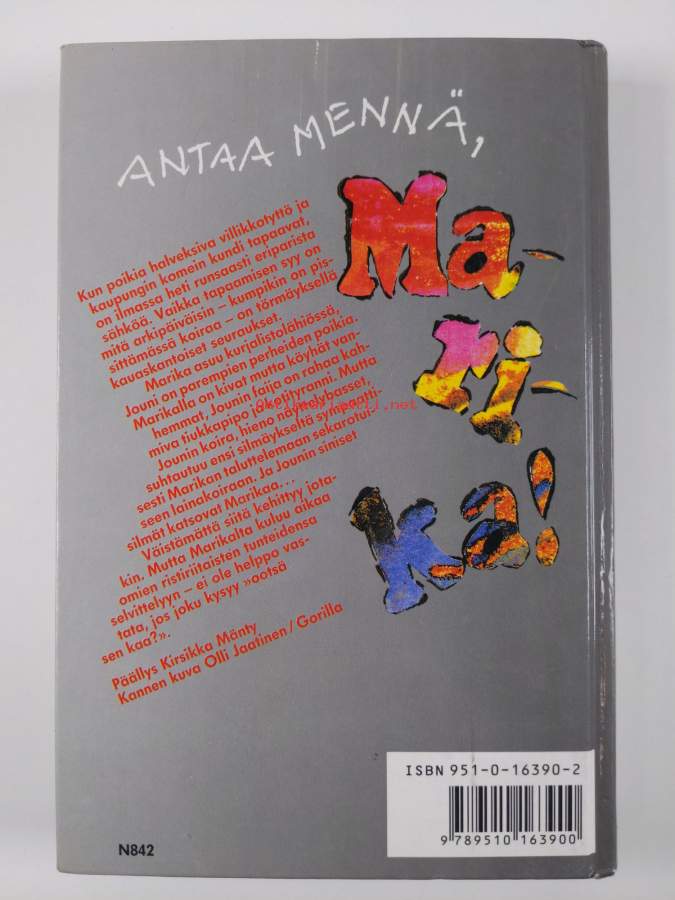 ANTAA MENNÄ,
Ma-
ri-
ka!
Kun poikia halveksiva villikkotyttö ja
kaupungin komein kundi tapaavat,
on ilmassa heti runsaasti eriparista
sähköä. Vaikka tapaamisen syy on
mitä arkipäiväisin – kumpikin on pis-
sittämässä koiraa – on törmäyksellä
kauaskantoiset seuraukset.
Marika asuu kurjalistolähiössä,
Jouni on parempien perheiden poikia.
Marikalla on kivat mutta köyhät van-
hemmat, Jounin faija on rahaa kah-
miva tiukkapipo ja kotityranni. Mutta
Jounin koira, hieno näyttelybasset,
suhtautuu ensi silmäykseltä sympaatti-
sesti Marikan taluttelemaan sekarotui-
seen lainakoiraan. Ja Jounin siniset
silmät katsovat Marikaa...
Väistämättä siitä kehittyy jota-
kin. Mutta Marikalta kuluu aikaa
omien ristiriitaisten tunteidensa
selvittelyyn – ei ole helppo vas-
tata, jos joku kysyy »ootsä
sen kaa?».
Päällys Kirsikka Mänty
Kannen kuva Olli Jaatinen / Gorilla
ISBN 951-0-16390-2
9 789510 163900
N842